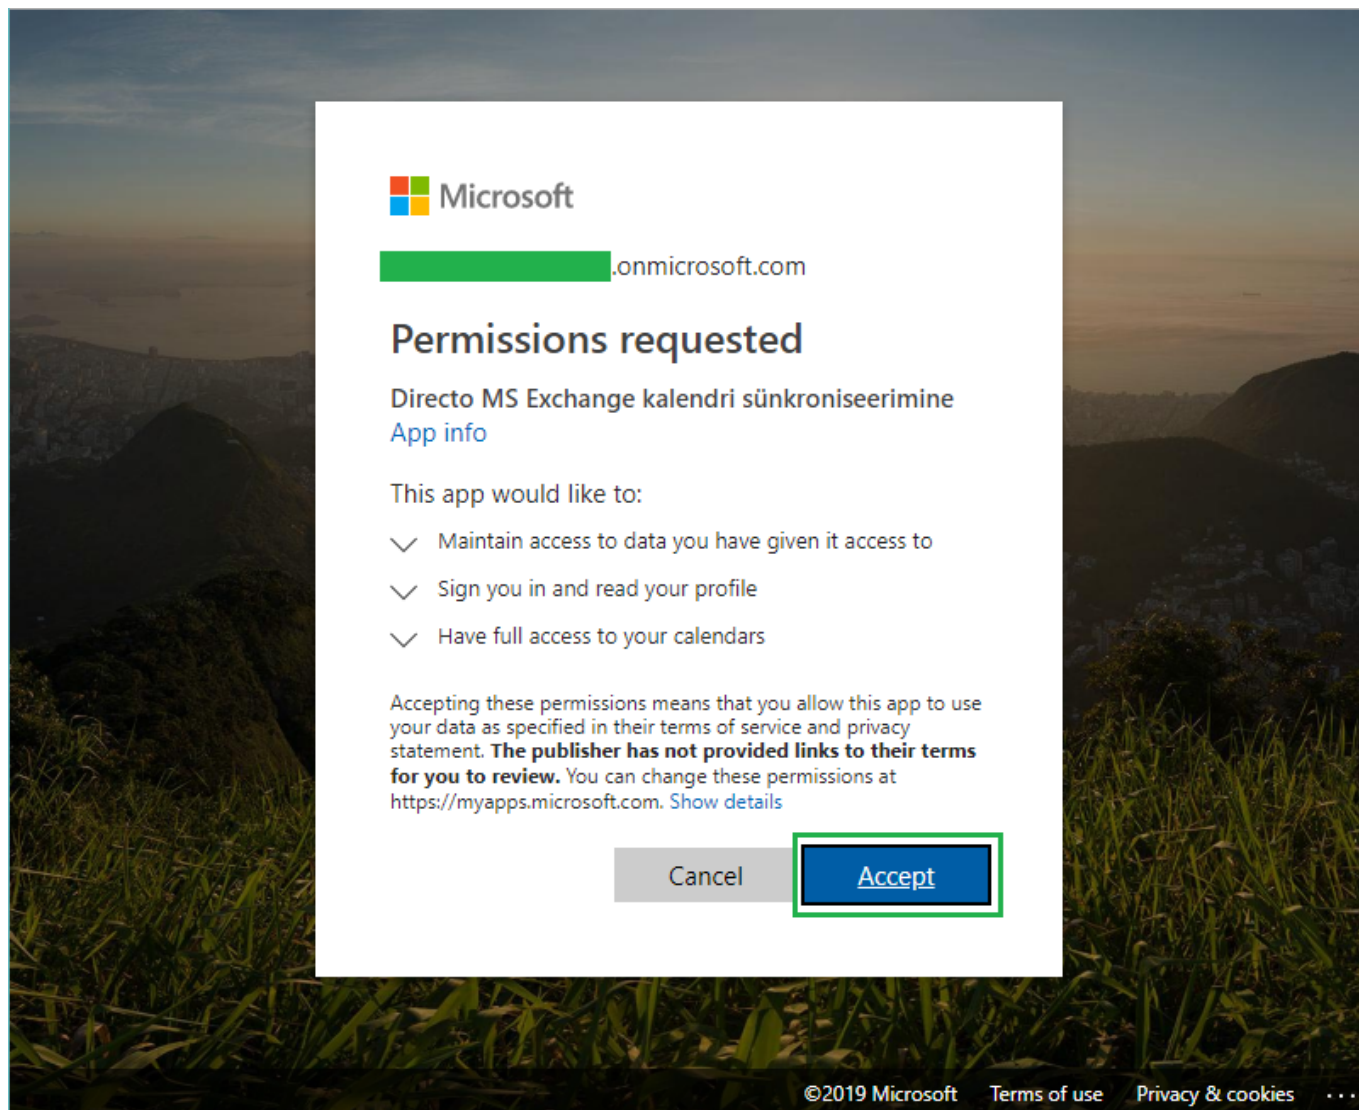 Microsoft
.onmicrosoft.com
Permissions requested
Directo MS Exchange kalendri sünkroniseerimine
App info
This app would like to:
Maintain access to data you have given it access to
Sign you in and read your profile
Have full access to your calendars
Accepting these permissions means that you allow this app to use
your data as specified in their terms of service and privacy
statement. The publisher has not provided links to their terms
for you to review. You can change these permissions at
https://myapps.microsoft.com. Show details
Cancel
Accept
©2019 Microsoft Terms of use Privacy & cookies ...